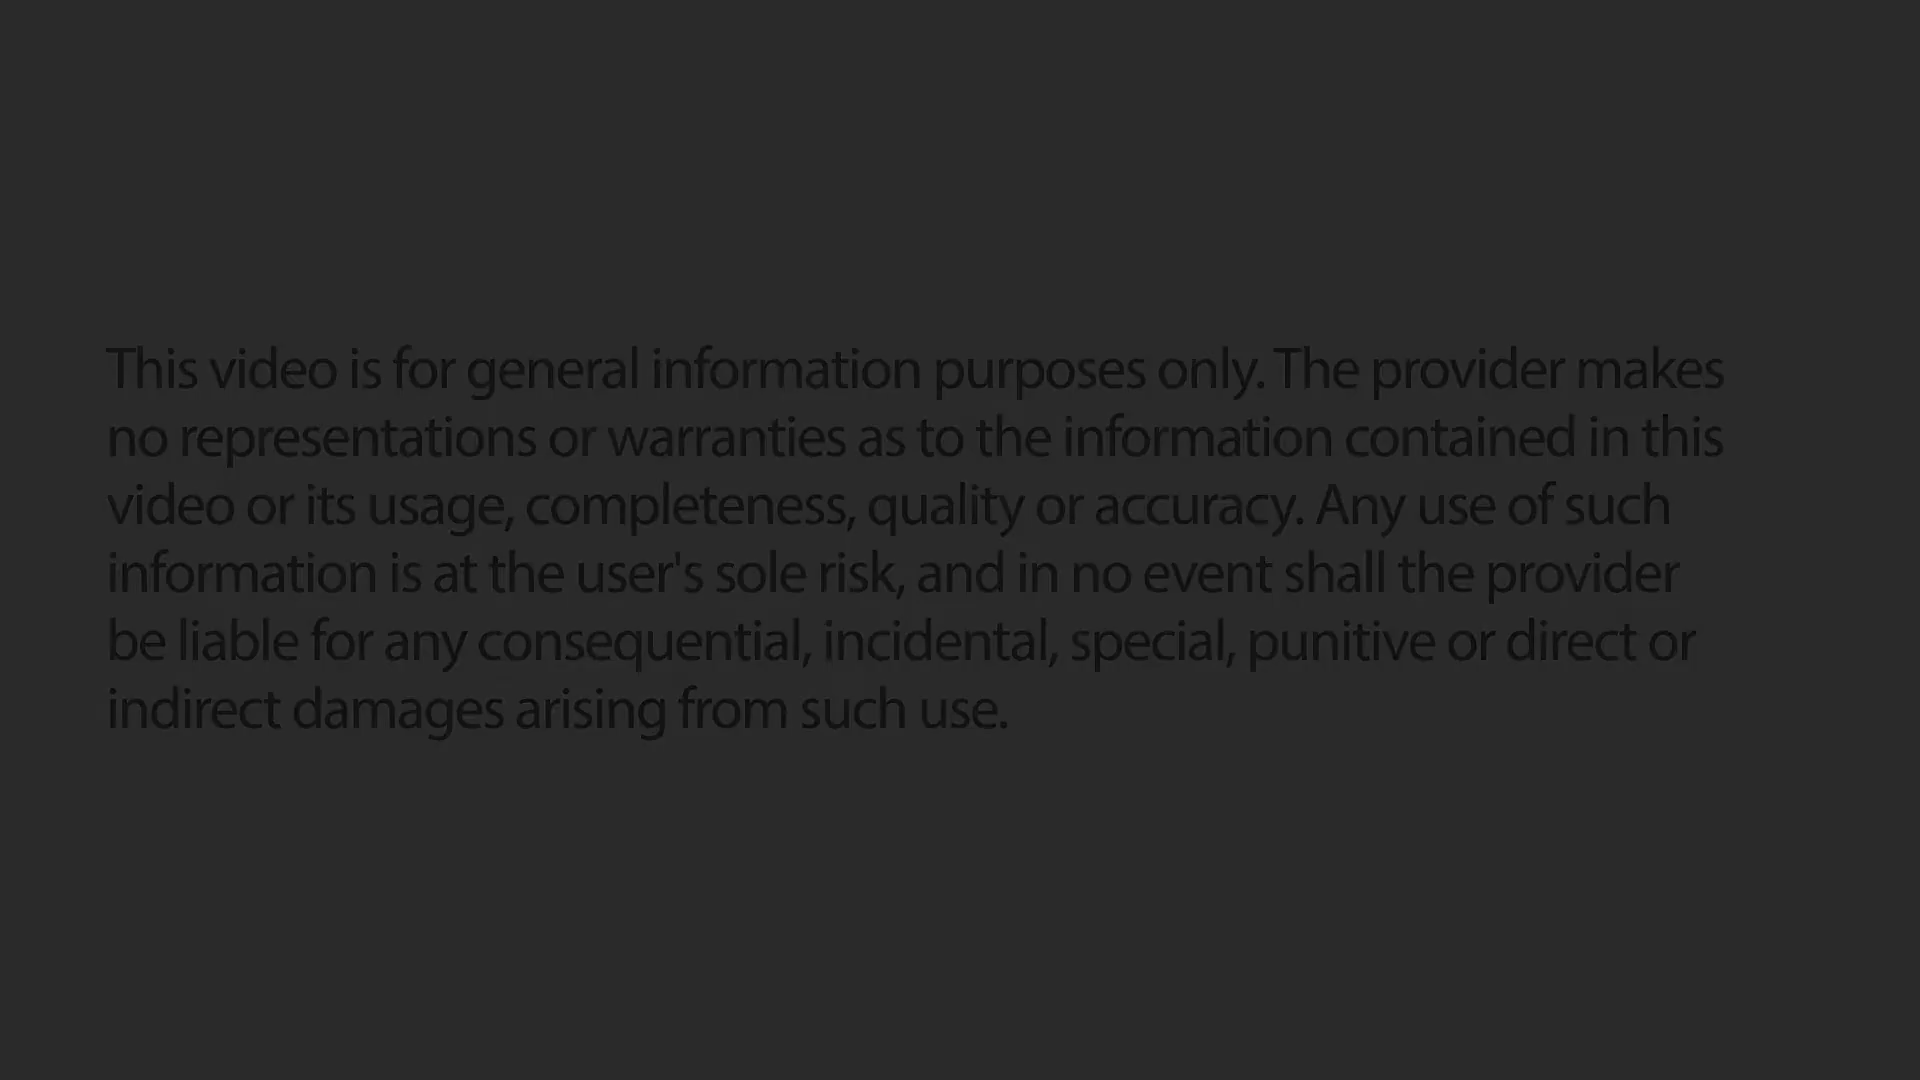 This video is for general information purposes only. The provider makes
no representations or warranties as to the information contained in this
video or its usage, completeness, quality or accuracy. Any use of such
information is at the user's sole risk, and in no event shall the provider
be liable for any consequential, incidental, special, punitive or direct or
indirect damages arising from such use.